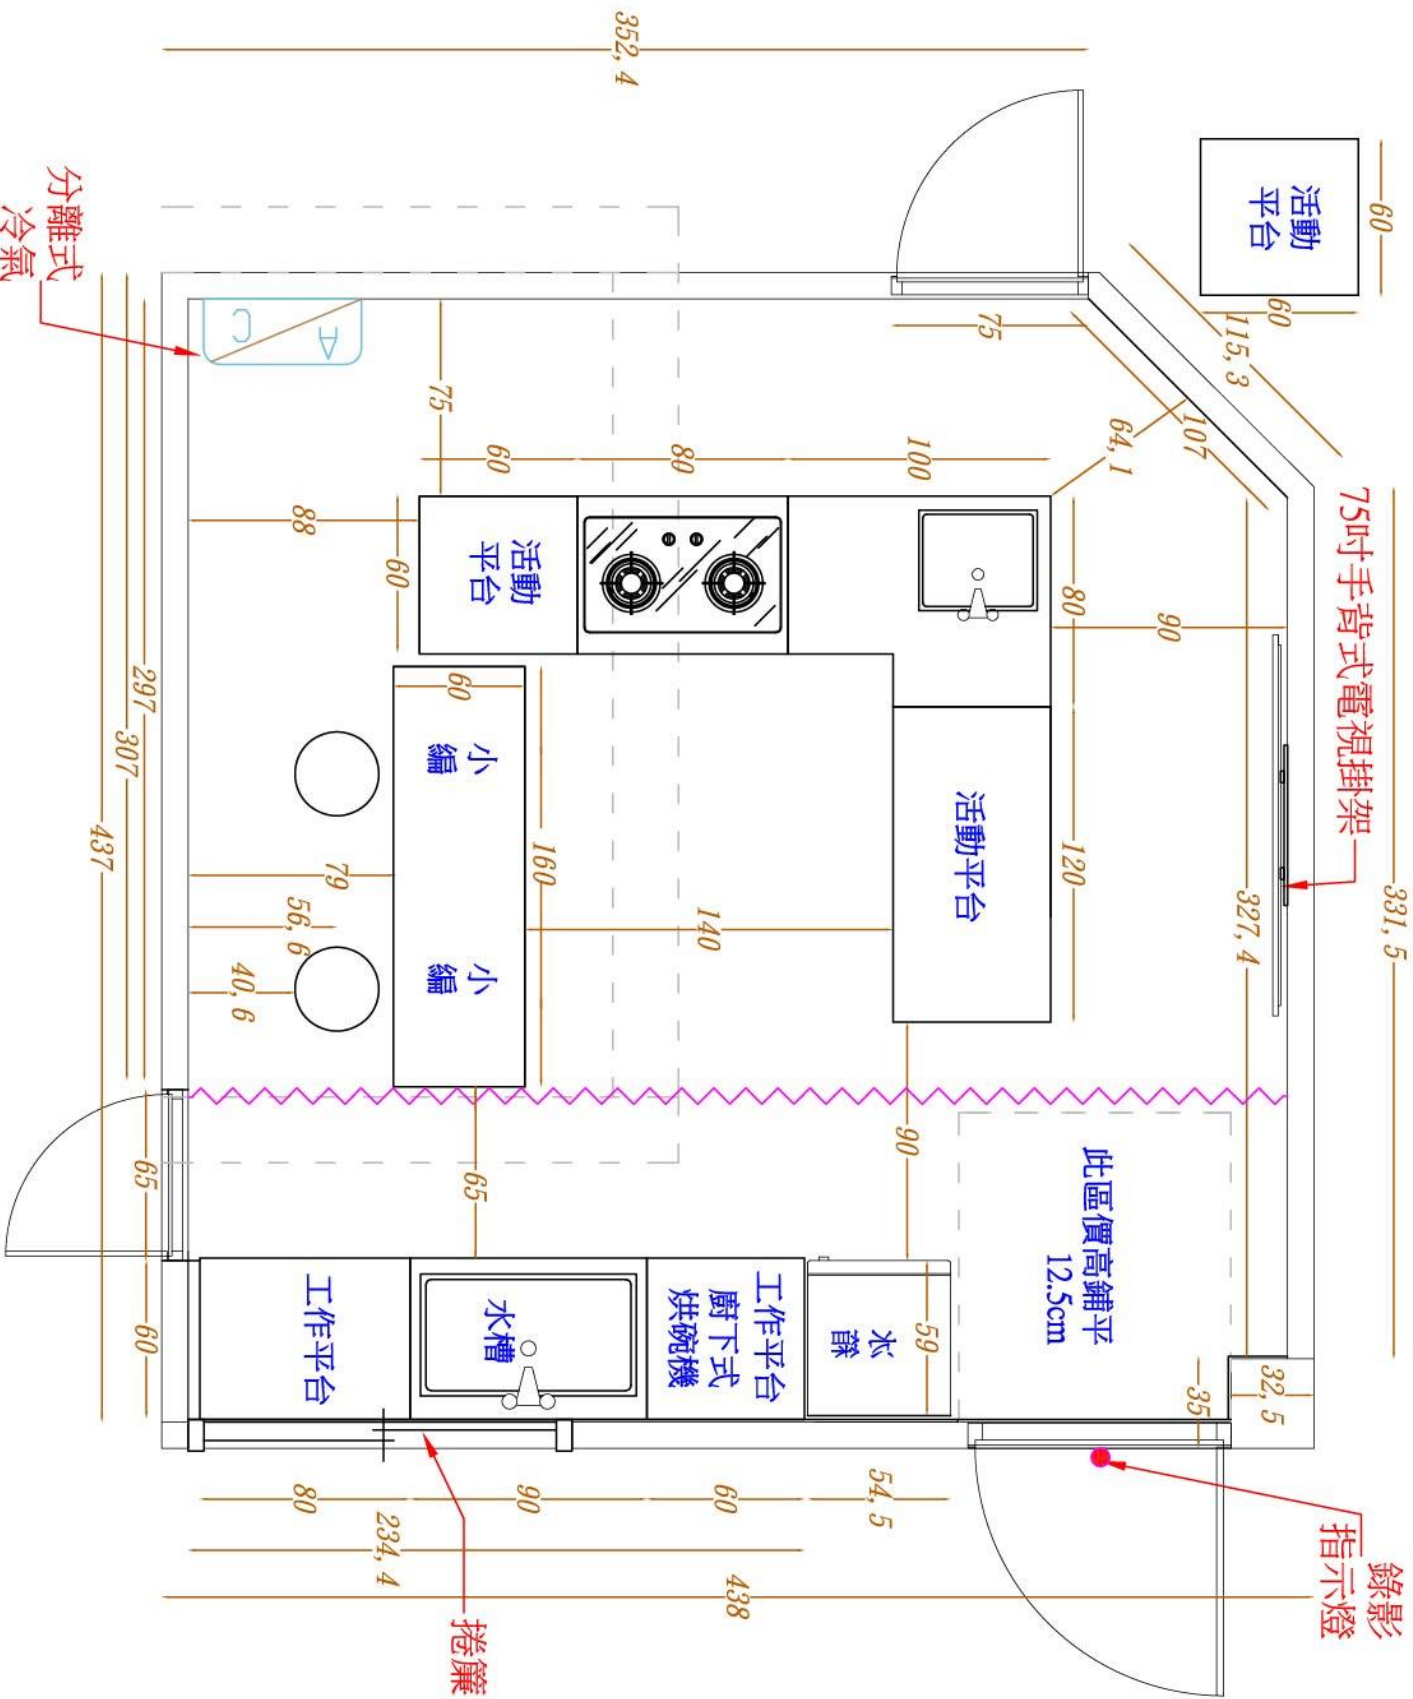 60
331,5
錄影
指示燈
75吋手背式電視掛架
活動
平台
60
32,5
327,4
115,3
107
35
90
64,1
此區價高鋪平
12.5cm
80
120
75
活動平台
100
59
90
54,5
工作平台
廚下式
烘碗機
438
60
140
80
90
水槽
160
活動
平台
60
小
編
小
編
65
捲簾
60
75
60
234,4
工作平台
79
A
88
56,6
80
C
40,6
297
65
60
307
437
352,4
分離式
冷氣